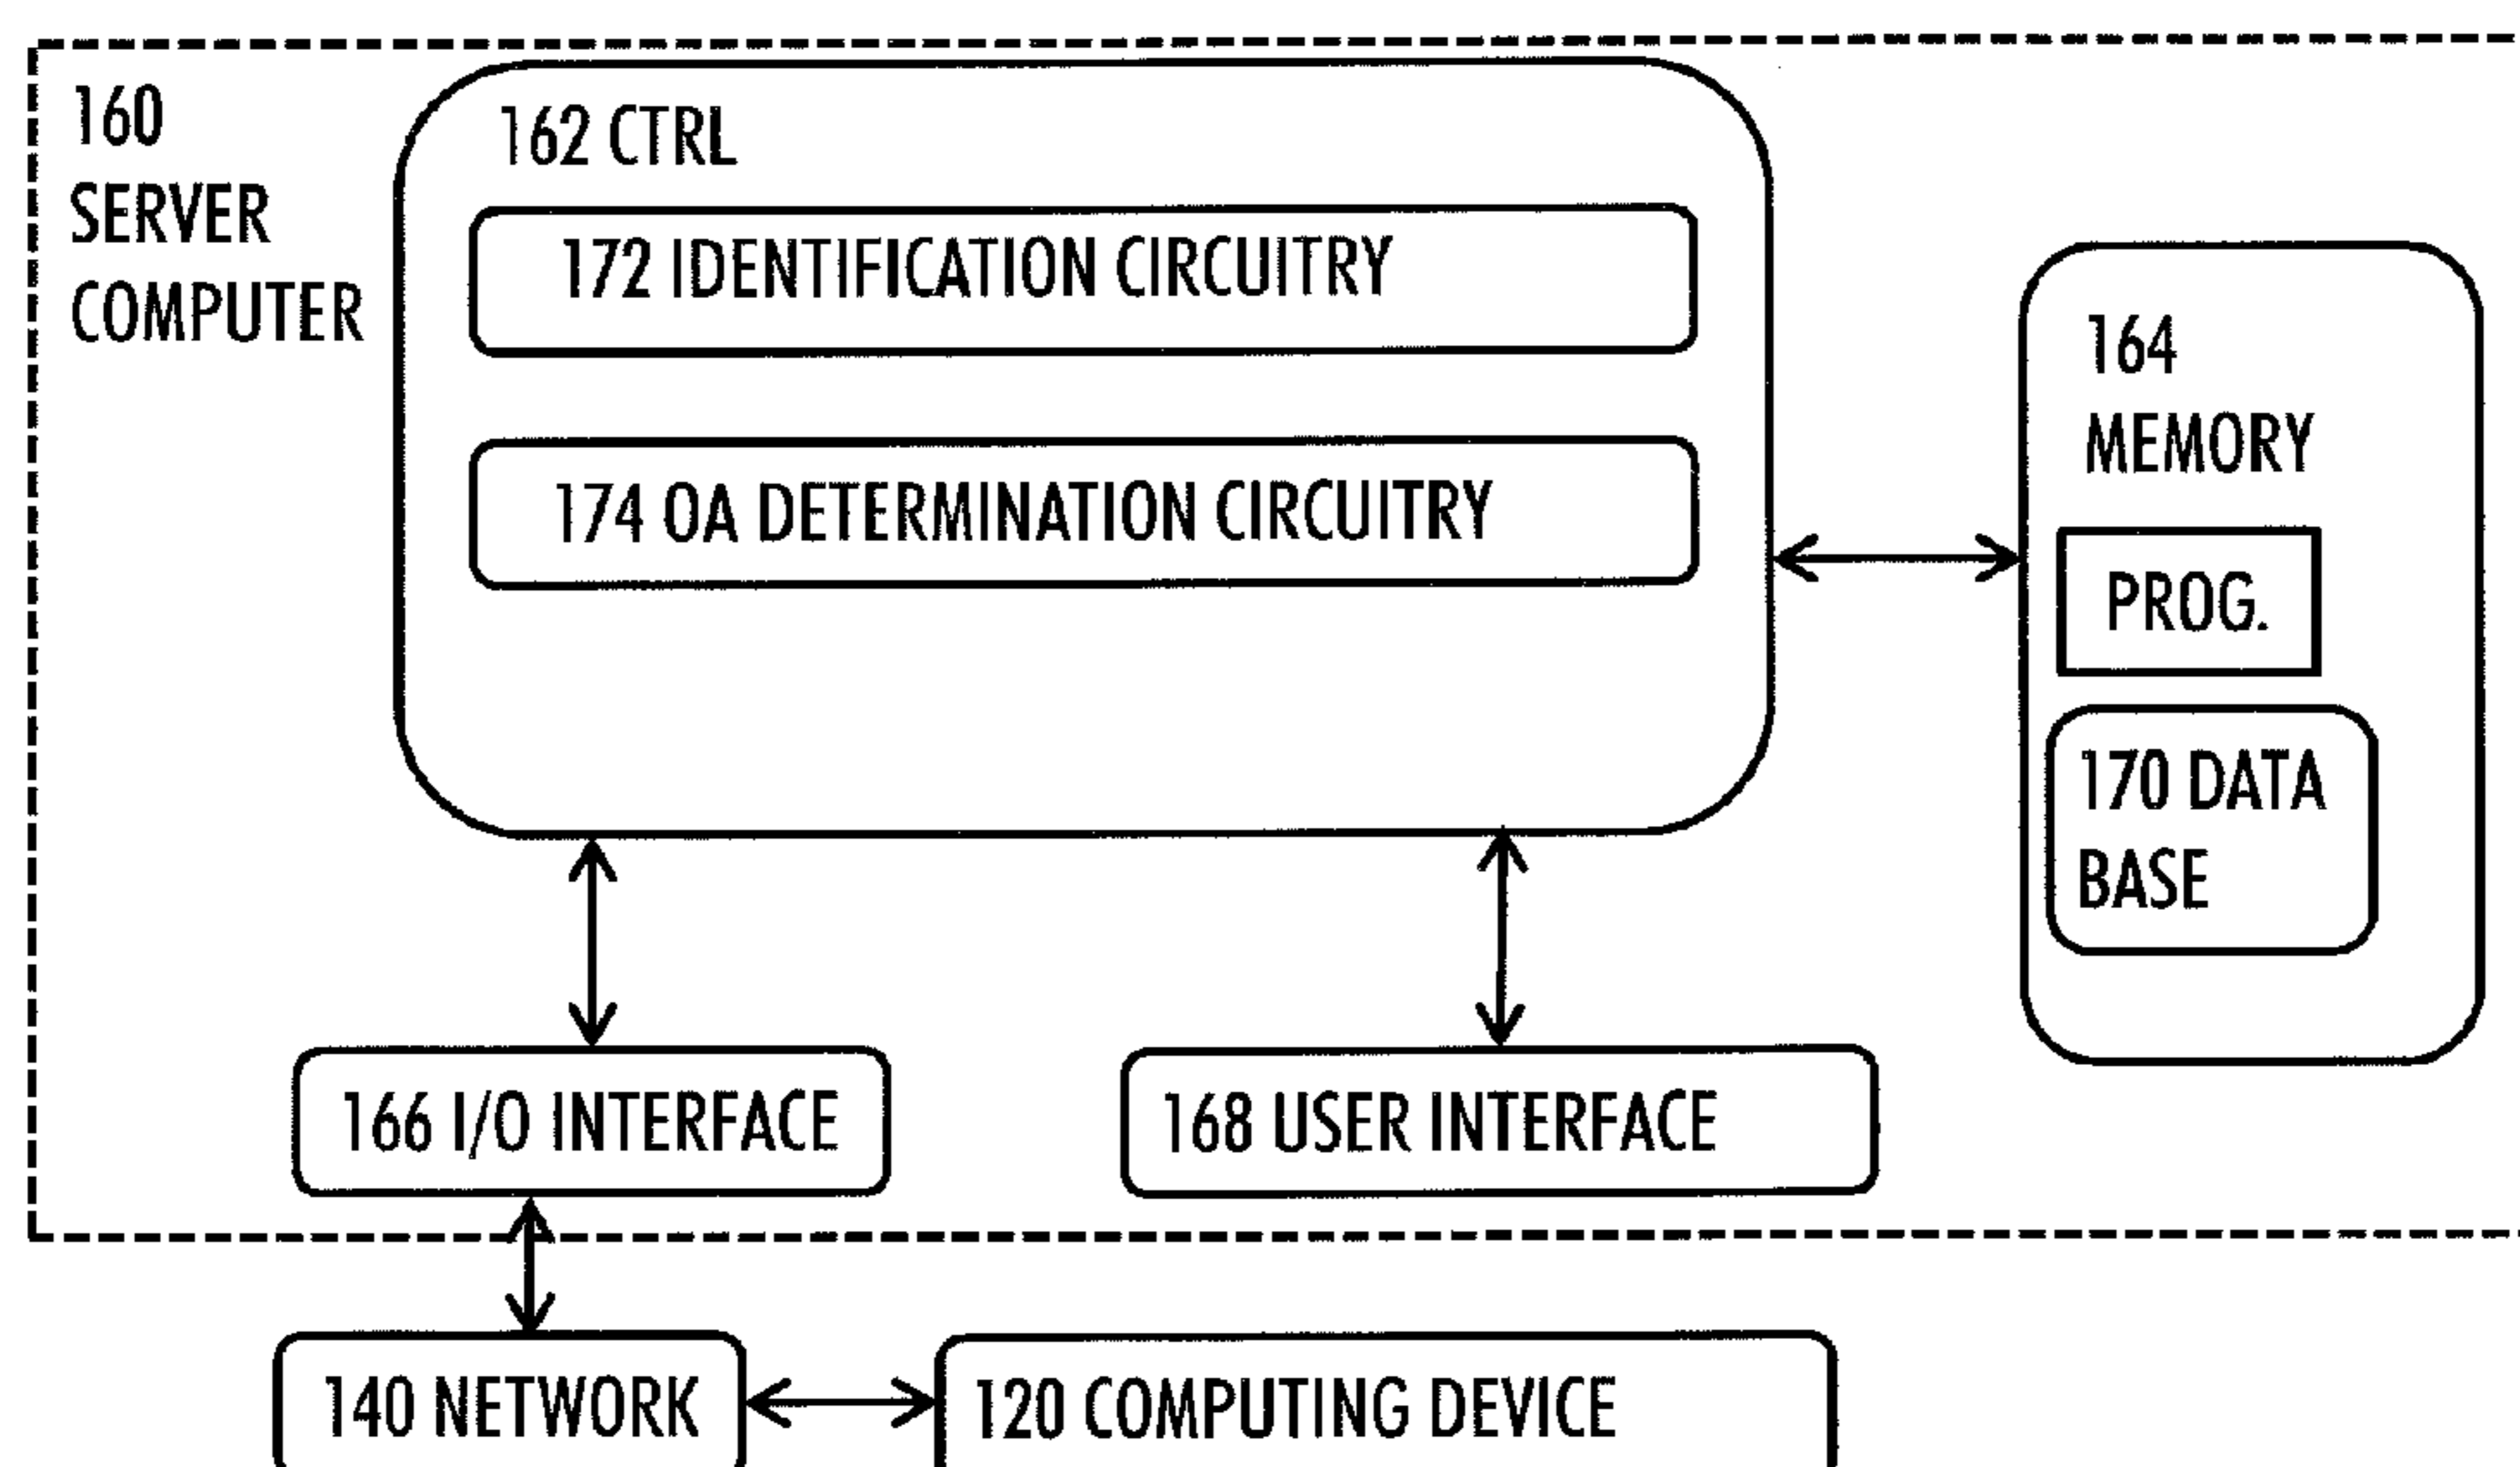 160
SERVER
COMPUTER
162 CTRL
172 IDENTIFICATION CIRCUITRY
174 OA DETERMINATION CIRCUITRY
164
MEMORY
PROG.
170 DATA
BASE
166 I/O INTERFACE
168 USER INTERFACE
140 NETWORK
120 COMPUTING DEVICE